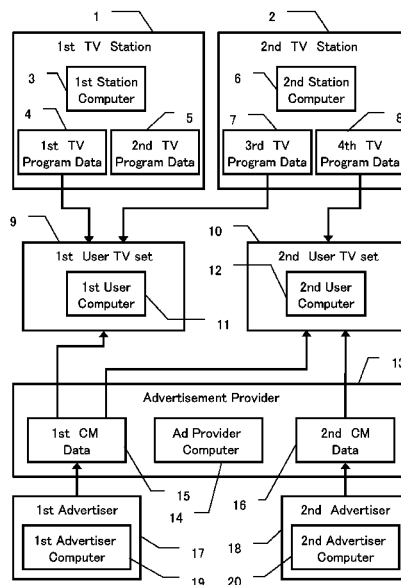 1
2
1st TV Station
2nd TV Station
3
1st Station
Computer
5
6
2nd Station
Computer
4
7
8
1st TV
Program Data
2nd TV
Program Data
3rd TV
Program Data
4th TV
Program Data
9
10
1st User TV set
2nd User TV set
12
1st User
Computer
2nd User
Computer
11
13
Advertisement Provider
1st CM
Data
Ad Provider
Computer
2nd CM
Data
15
14
16
1st Advertiser
2nd Advertiser
1st Advertiser
Computer
17
18
2nd Advertiser
Computer
19
20